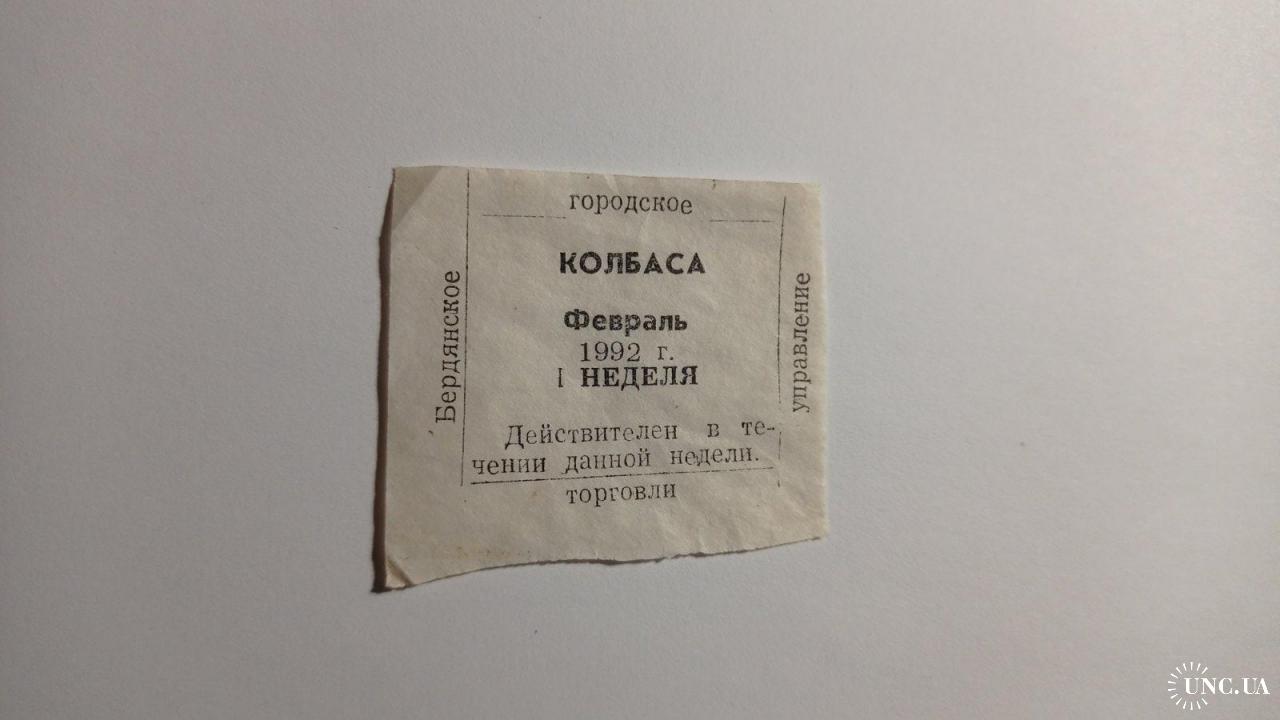 Бердянское
городское
управление
торговли
КОЛБАСА
Февраль
1992 г.
I НЕДЕЛЯ
Действителен в те-
чении данной недели.
UNC.UA